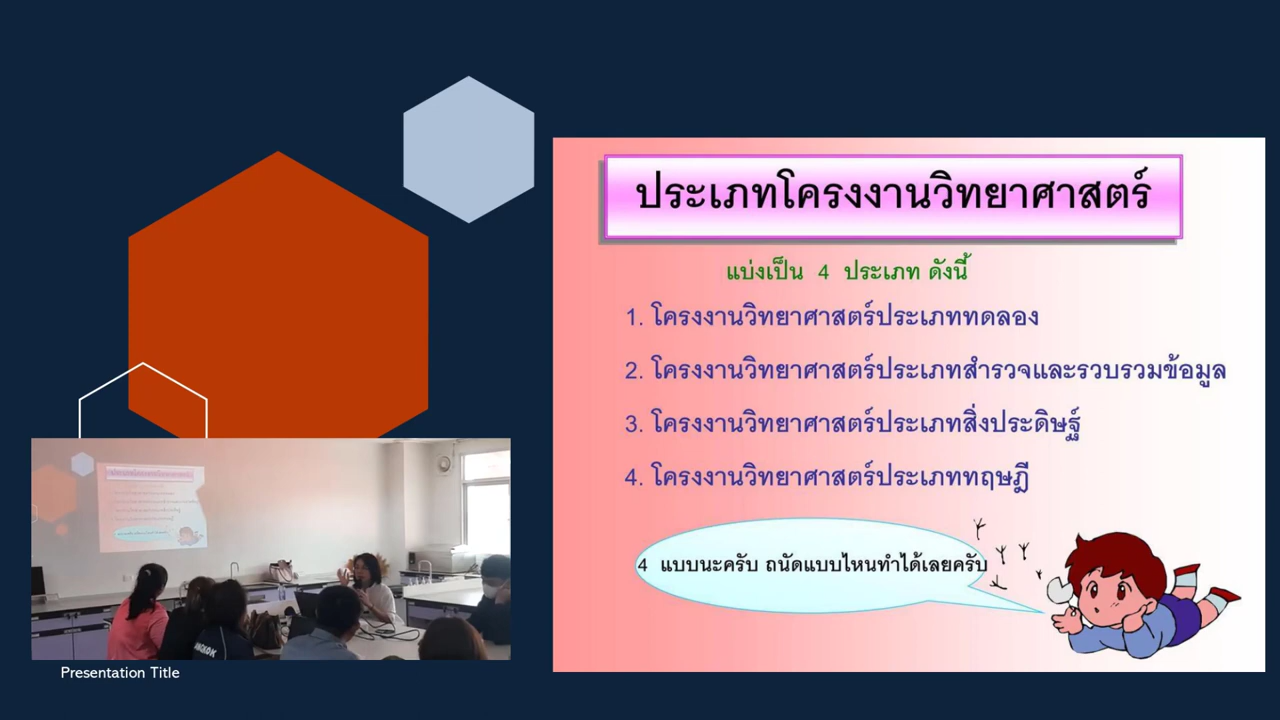 ประเภทโครงงานวิทยาศาสตร์
แบ่งเป็น 4 ประเภท ดังนี้
1. โครงงานวิทยาศาสตร์ประเภททดลอง
2. โครงงานวิทยาศาสตร์ประเภทสำรวจและรวบรวมข้อมูล
3. โครงงานวิทยาศาสตร์ประเภทสิ่งประดิษฐ์
4. โครงงานวิทยาศาสตร์ประเภททฤษฎี
4 แบบนะครับ ถนัดแบบไหนทำได้เลยครับ
Presentation Title